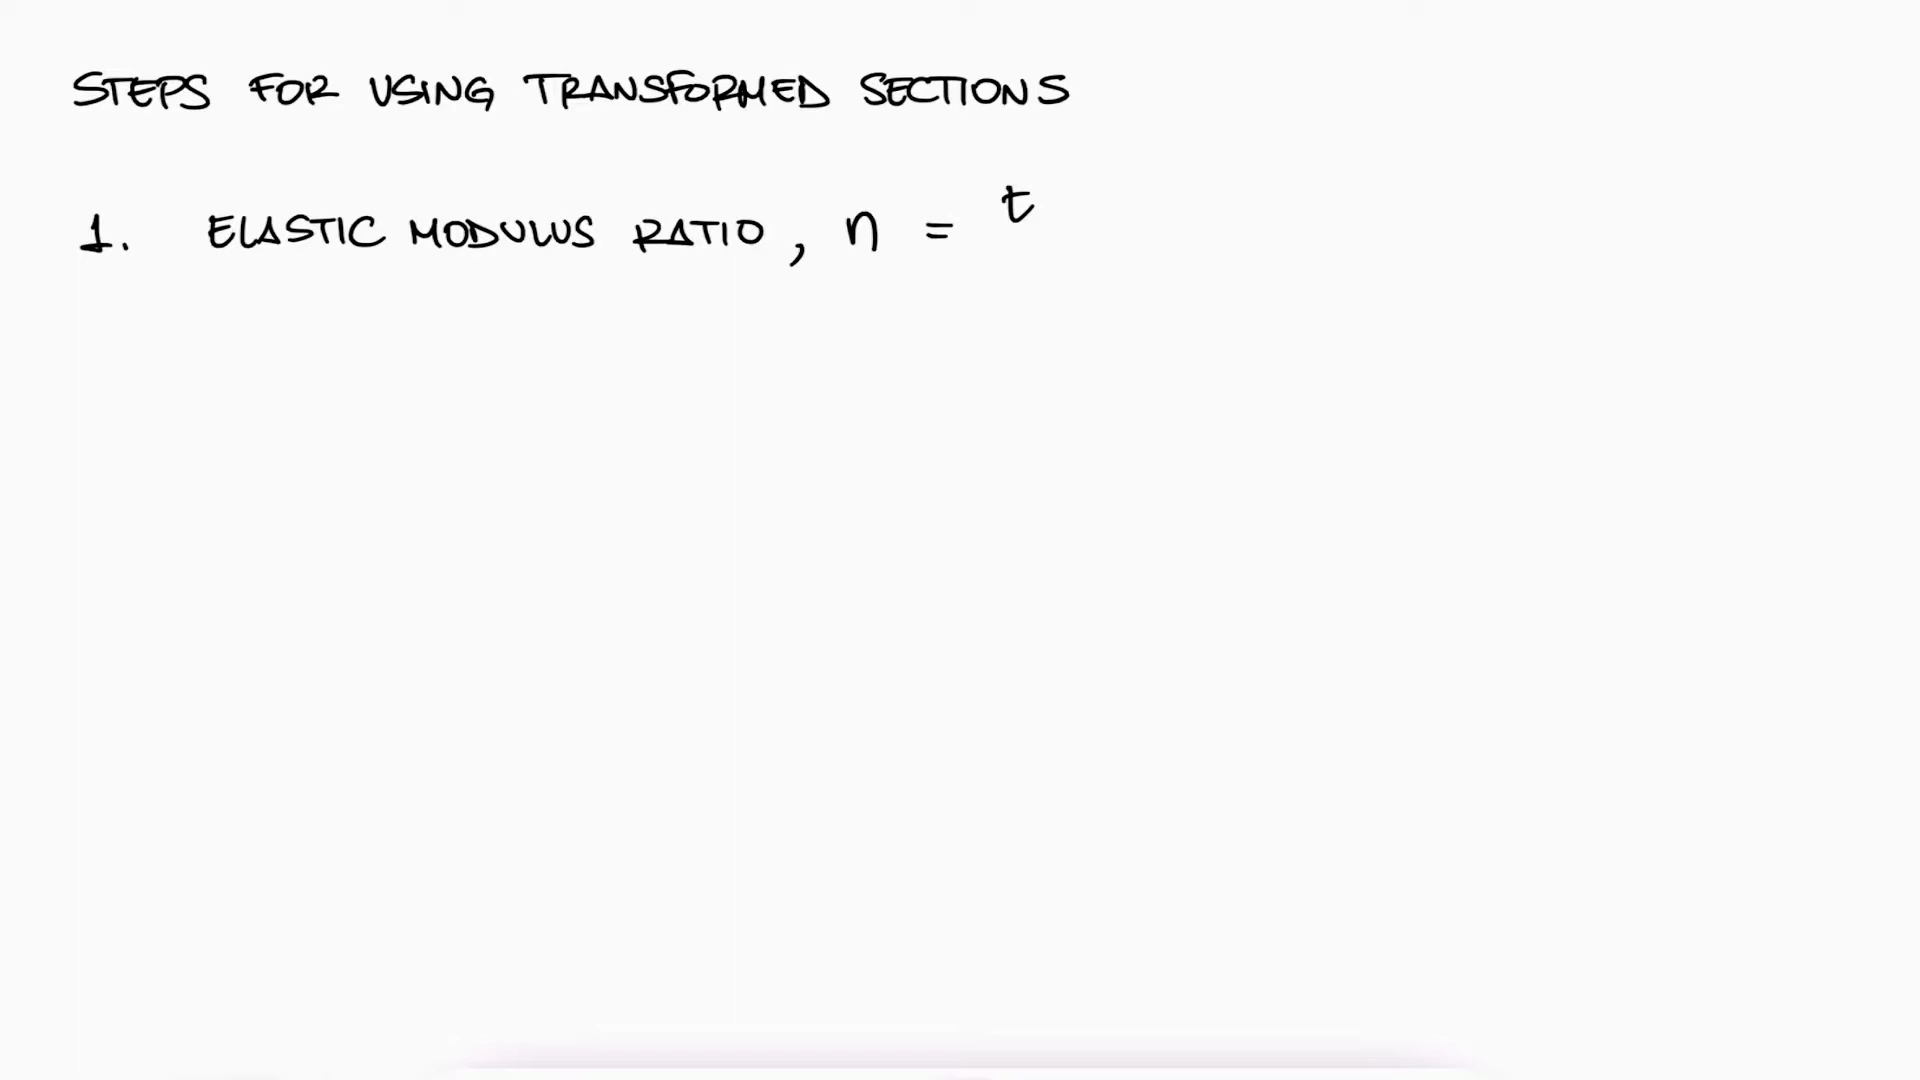 STEPS FOR USING TRANSFORMED SECTIONS
1. ELASTIC MODULUS RATIO, n = t